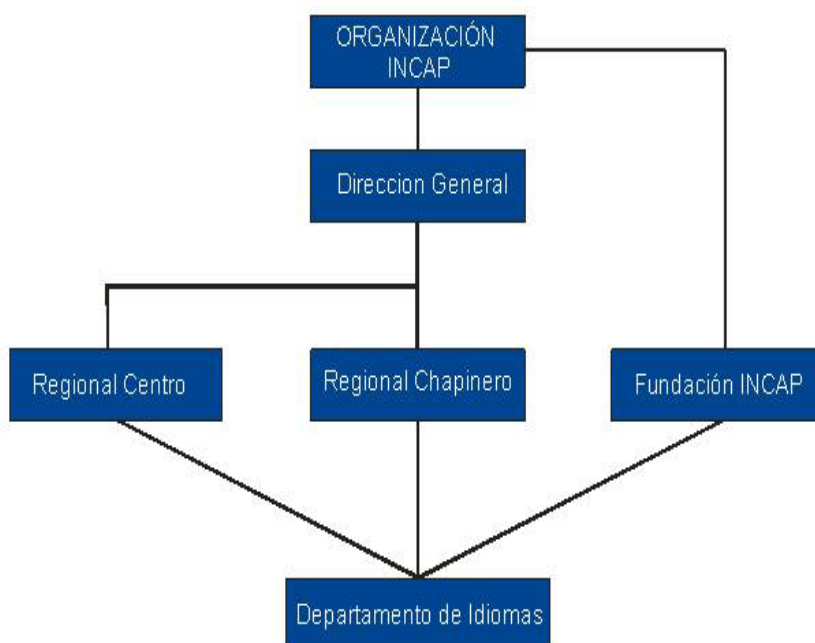 ORGANIZACIÓN
INCAP
Direccion General
Regional Centro
Regional Chapinero
Fundación INCAP
Departamento de Idiomas